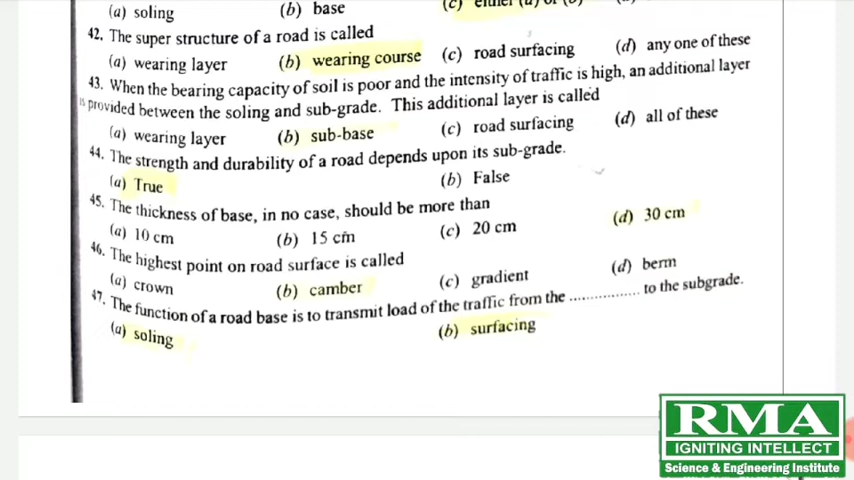 (a) soling (b) base (c) either (a) or (b)
42. The super structure of a road is called
(a) wearing layer (b) wearing course (c) road surfacing (d) any one of these
43. When the bearing capacity of soil is poor and the intensity of traffic is high, an additional layer
is provided between the soling and sub-grade. This additional layer is called
(a) wearing layer (b) sub-base (c) road surfacing (d) all of these
44. The strength and durability of a road depends upon its sub-grade.
(a) True (b) False
45. The thickness of base, in no case, should be more than
(a) 10 cm (b) 15 cm (c) 20 cm (d) 30 cm
46. The highest point on road surface is called
(a) crown (b) camber (c) gradient (d) berm
47. The function of a road base is to transmit load of the traffic from the ............... to the subgrade.
(a) soling (b) surfacing
RMA
IGNITING INTELLECT
Science & Engineering Institute